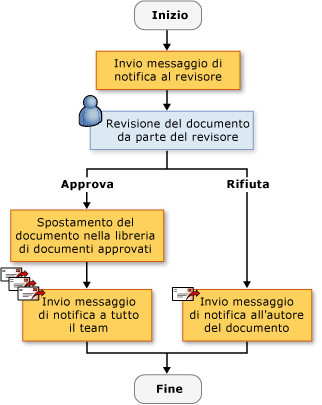 Inizio
Invio messaggio di
notifica al revisore
Revisione del documento
da parte del revisore
Approva
Rifiuta
Spostamento del
documento nella libreria
di documenti approvati
Invio messaggio
di notifica a tutto
il team
Invio messaggio
di notifica all'autore
del documento
Fine